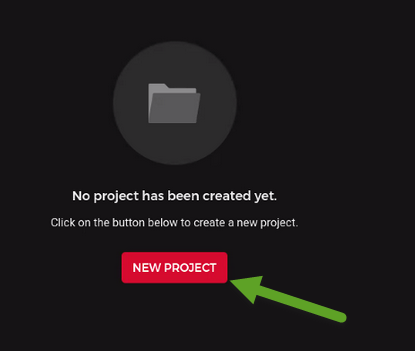 No project has been created yet.
Click on the button below to create a new project.
NEW PROJECT